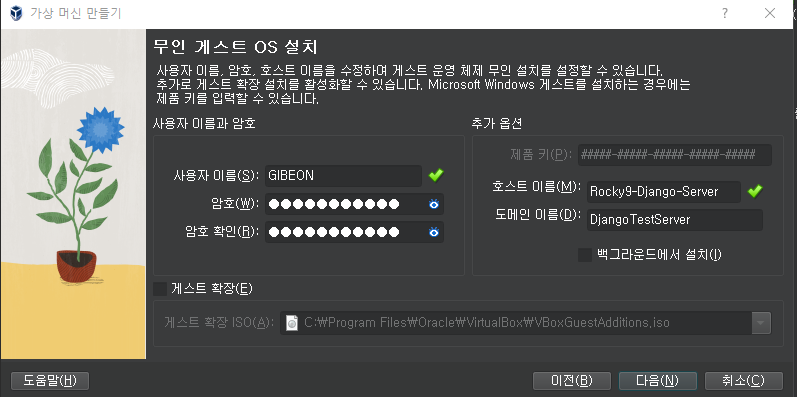 가상 머신 만들기
무인 게스트 OS 설치
사용자 이름, 암호, 호스트 이름을 수정하여 게스트 운영 체제 무인 설치를 설정할 수 있습니다.
추가로 게스트 확장 설치를 활성화할 수 있습니다. Microsoft Windows 게스트를 설치하는 경우에는
제품 키를 입력할 수 있습니다.
사용자 이름과 암호
사용자 이름(S): GIBEON
암호(W): ●●●●●●●●●●●
암호 확인(R): ●●●●●●●●●●●
추가 옵션
제품 키(P): #####-#####-#####-#####-#####
호스트 이름(M): Rocky9-Django-Server
도메인 이름(D): DjangoTestServer
백그라운드에서 설치(I)
게스트 확장(E)
게스트 확장 ISO(A): C:₩Program Files₩Oracle₩VirtualBox₩VBoxGuestAdditions.iso
도움말(H) 이전(B) 다음(N) 취소(C)